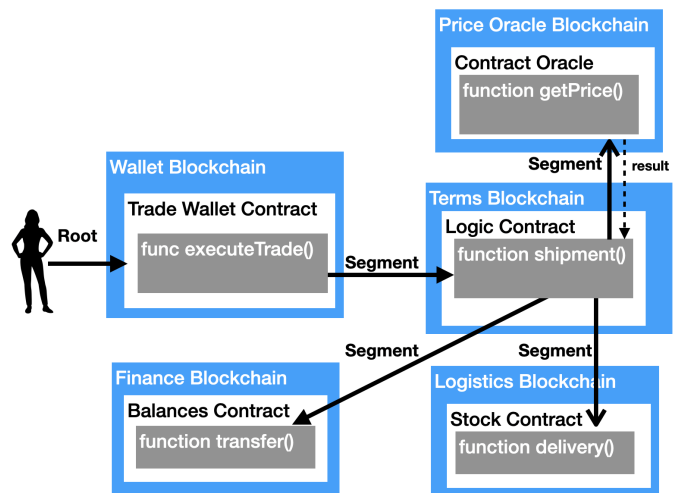 Price Oracle Blockchain
Contract Oracle
function getPrice()
Segment
result
Wallet Blockchain
Trade Wallet Contract
func executeTrade()
Root
Segment
Terms Blockchain
Logic Contract
function shipment()
Segment
Segment
Finance Blockchain
Balances Contract
function transfer()
Logistics Blockchain
Stock Contract
function delivery()